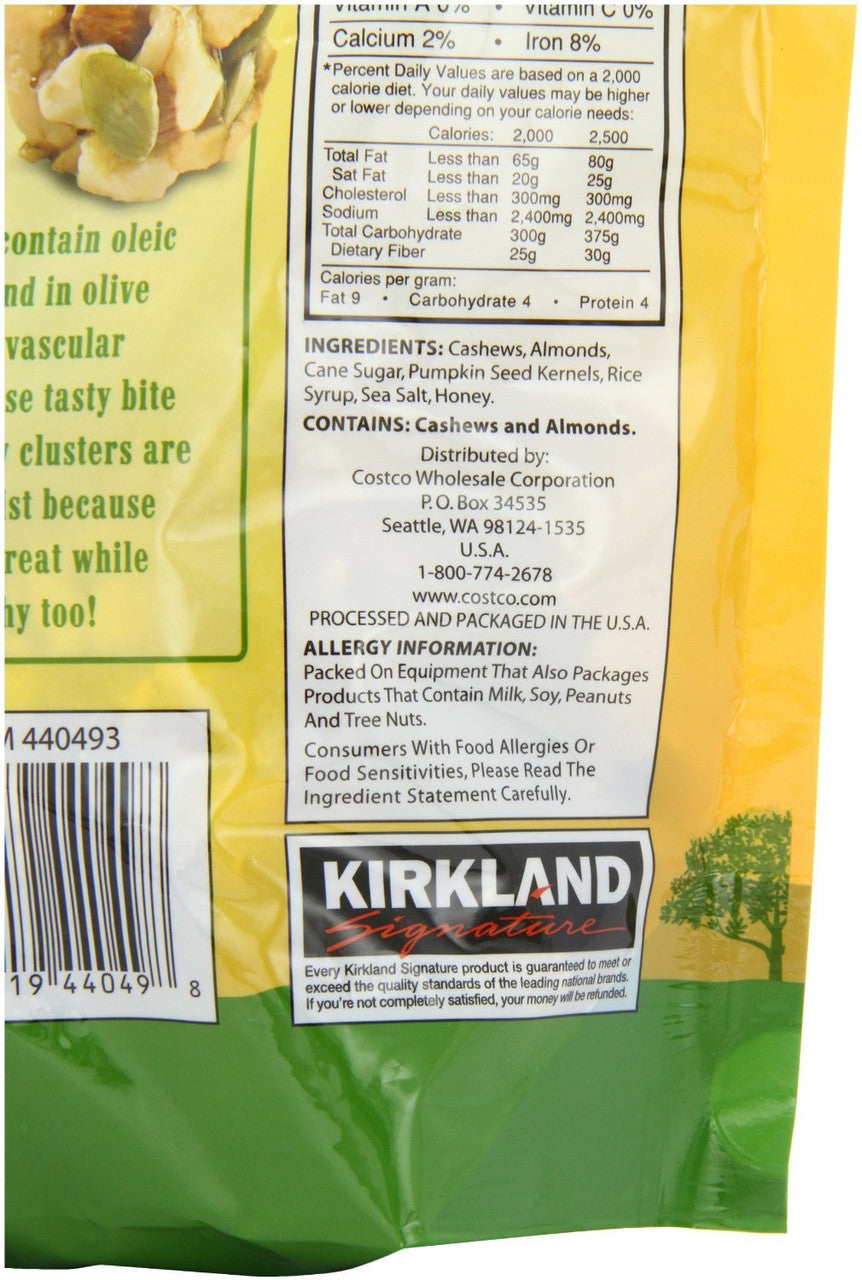 Vitamin A 0% • Vitamin C 0%
Calcium 2% • Iron 8%
*Percent Daily Values are based on a 2,000
calorie diet. Your daily values may be higher
or lower depending on your calorie needs:
Calories: 2,000 2,500
Total Fat Less than 65g 80g
Sat Fat Less than 20g 25g
Cholesterol Less than 300mg 300mg
Sodium Less than 2,400mg 2,400mg
Total Carbohydrate 300g 375g
Dietary Fiber 25g 30g
Calories per gram:
Fat 9 • Carbohydrate 4 • Protein 4
contain oleic
nd in olive
vascular
se tasty bite
clusters are
ist because
reat while
hy too!
INGREDIENTS: Cashews, Almonds,
Cane Sugar, Pumpkin Seed Kernels, Rice
Syrup, Sea Salt, Honey.
CONTAINS: Cashews and Almonds.
Distributed by:
Costco Wholesale Corporation
P.O. Box 34535
Seattle, WA 98124-1535
U.S.A.
1-800-774-2678
www.costco.com
PROCESSED AND PACKAGED IN THE U.S.A.
ALLERGY INFORMATION:
Packed On Equipment That Also Packages
Products That Contain Milk, Soy, Peanuts
And Tree Nuts.
Consumers With Food Allergies Or
Food Sensitivities, Please Read The
Ingredient Statement Carefully.
M 440493
19 44049 8
KIRKLAND
Signature
Every Kirkland Signature product is guaranteed to meet or
exceed the quality standards of the leading national brands.
If you're not completely satisfied, your money will be refunded.